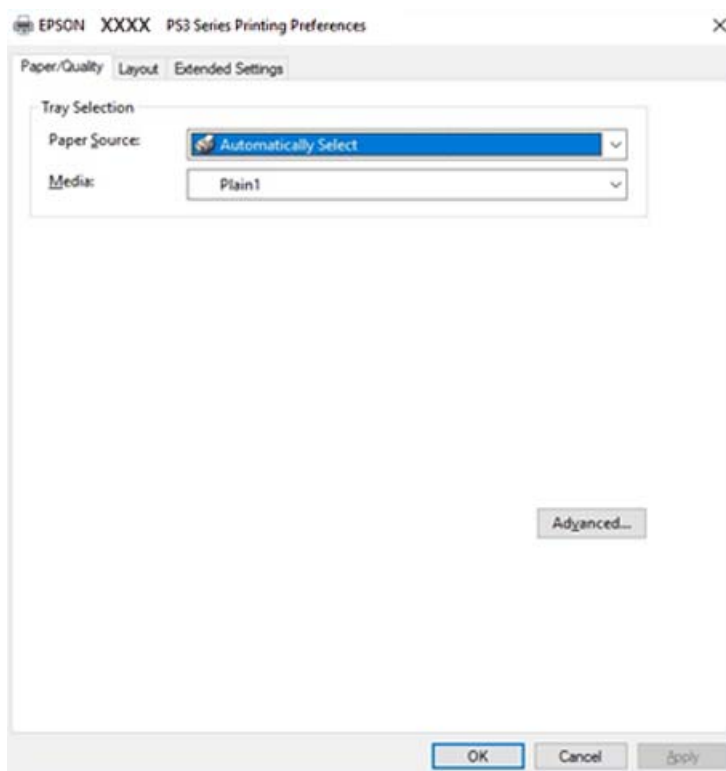 EPSON XXXX PS3 Series Printing Preferences
Paper/Quality Layout Extended Settings
Tray Selection
Paper Source: Automatically Select
Media: Plain1
Advanced...
OK Cancel Apply